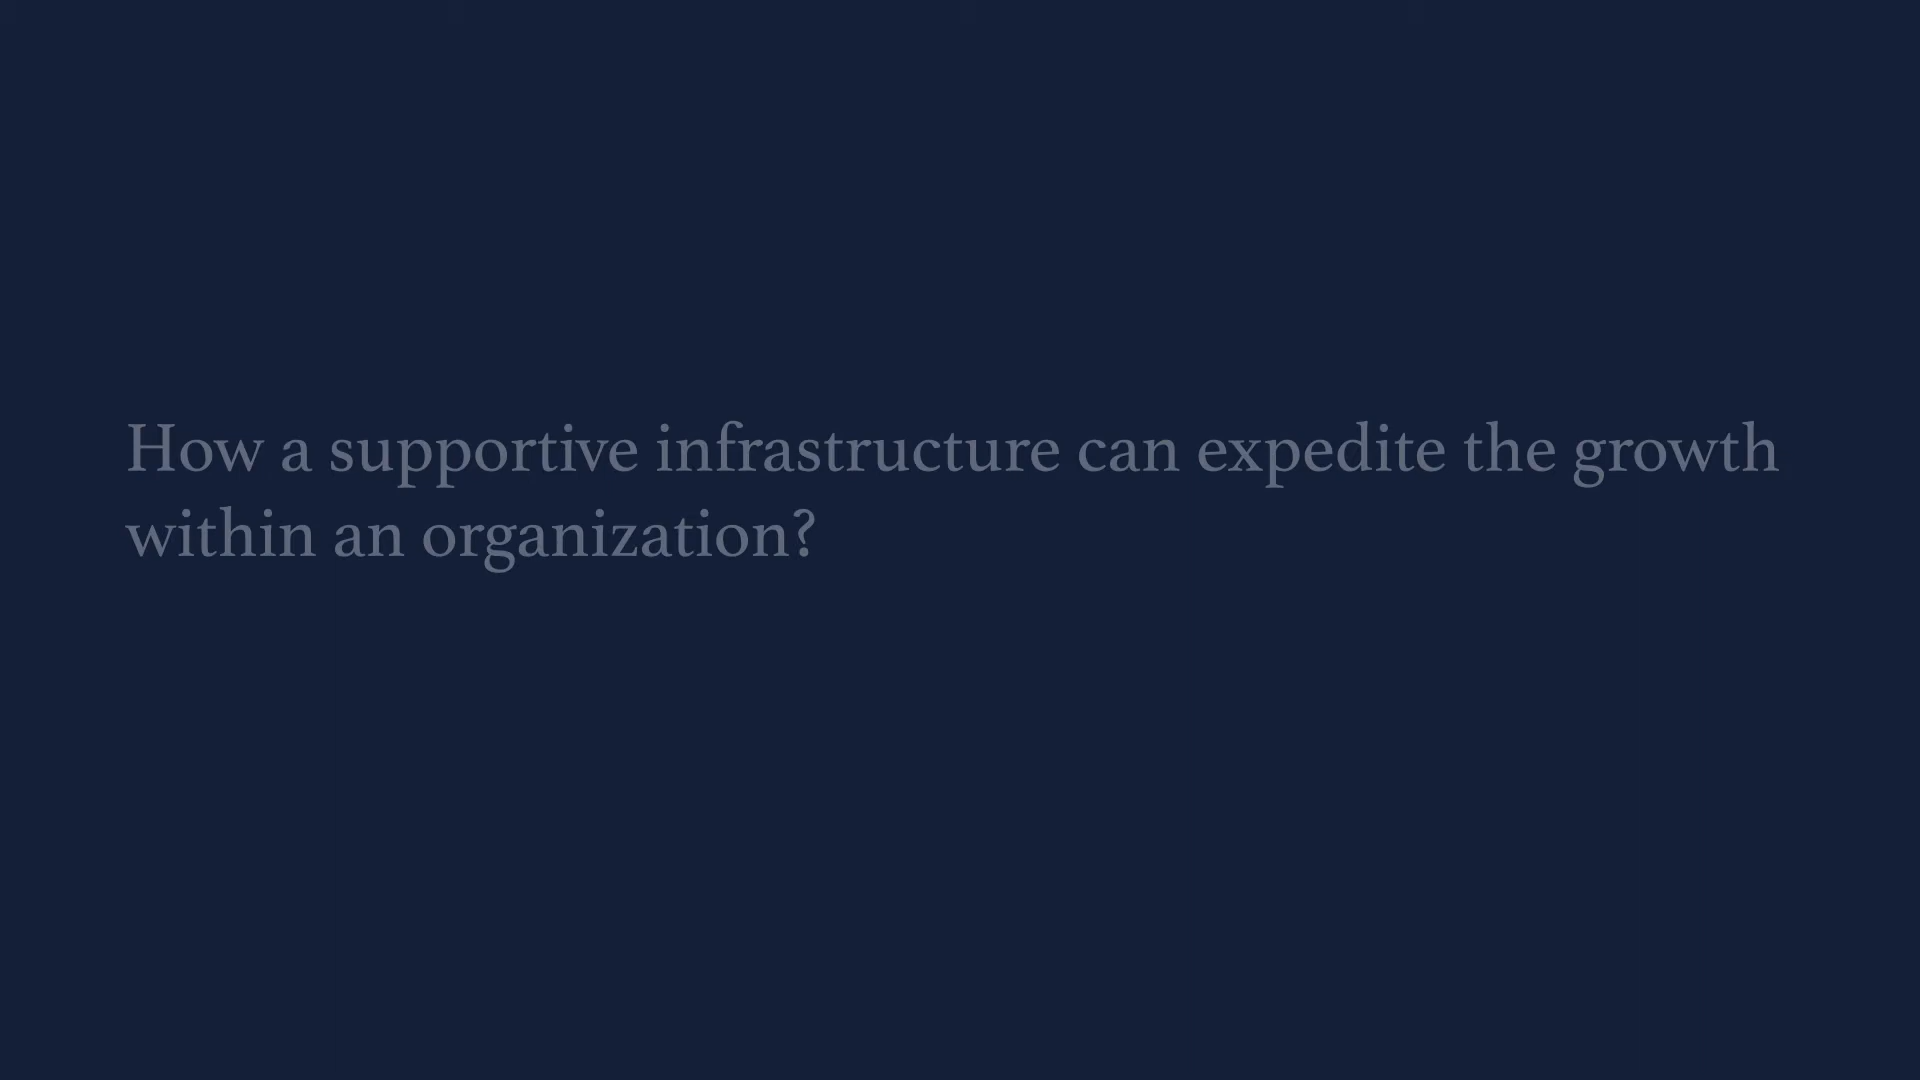 How a supportive infrastructure can expedite the growth
within an organization?